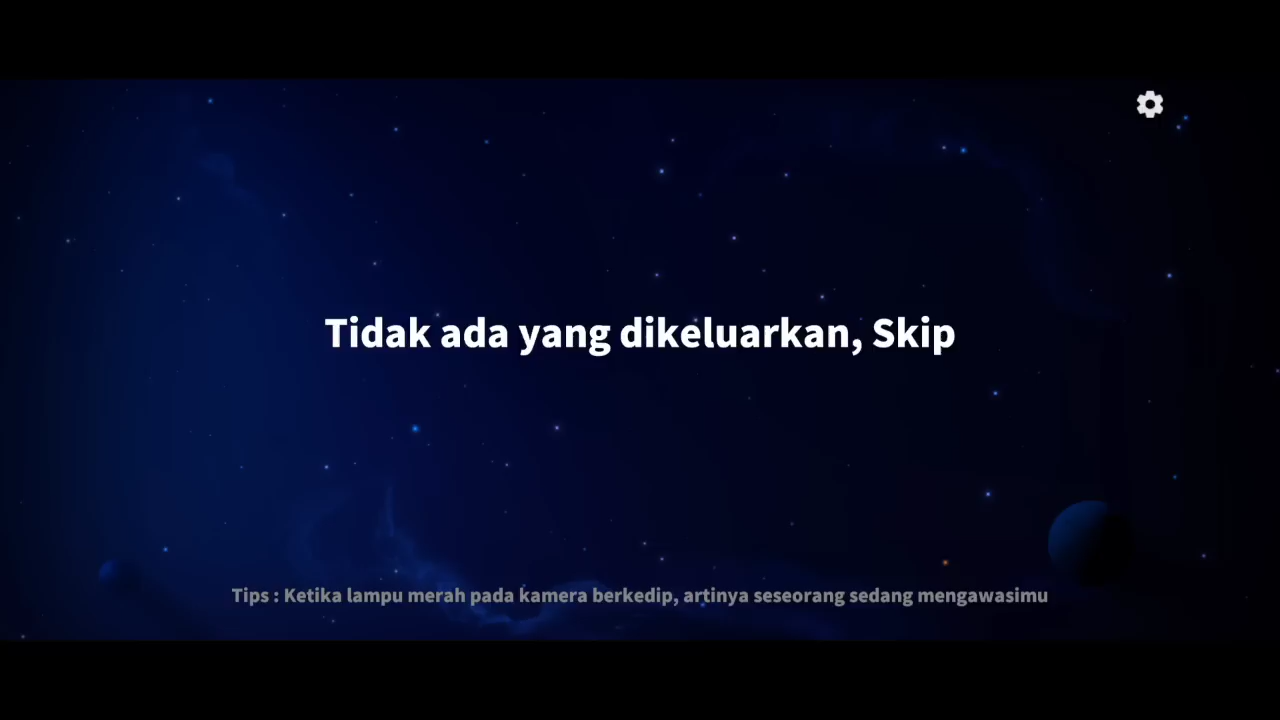 Tidak ada yang dikeluarkan, Skip
Tips : Ketika lampu merah pada kamera berkedip, artinya seseorang sedang mengawasimu